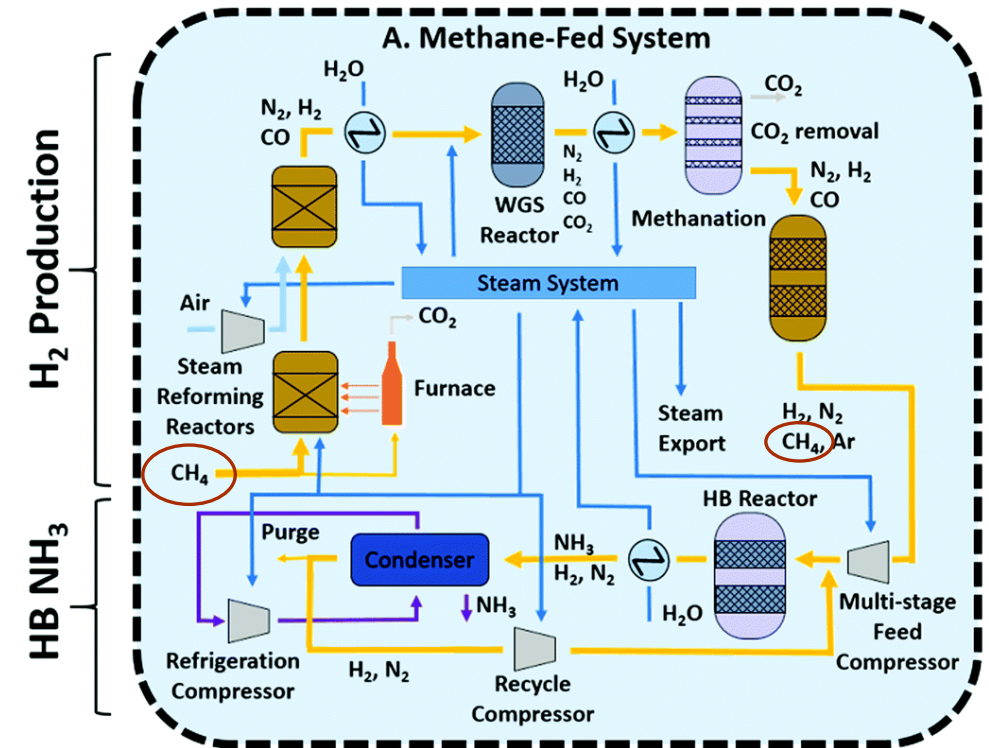 A. Methane-Fed System
H₂ Production
HB NH₃
H₂O
N₂, H₂
CO
H₂O
CO₂
CO₂ removal
N₂, H₂
CO
N₂
H₂
CO
CO₂
WGS
Reactor
Methanation
Steam System
Air
CO₂
Steam
Reforming
Reactors
Furnace
Steam
Export
H₂, N₂
CH₄, Ar
CH₄
HB Reactor
Purge
Condenser
NH₃
H₂, N₂
NH₃
H₂O
Multi-stage
Feed
Compressor
Refrigeration
Compressor
H₂, N₂
Recycle
Compressor